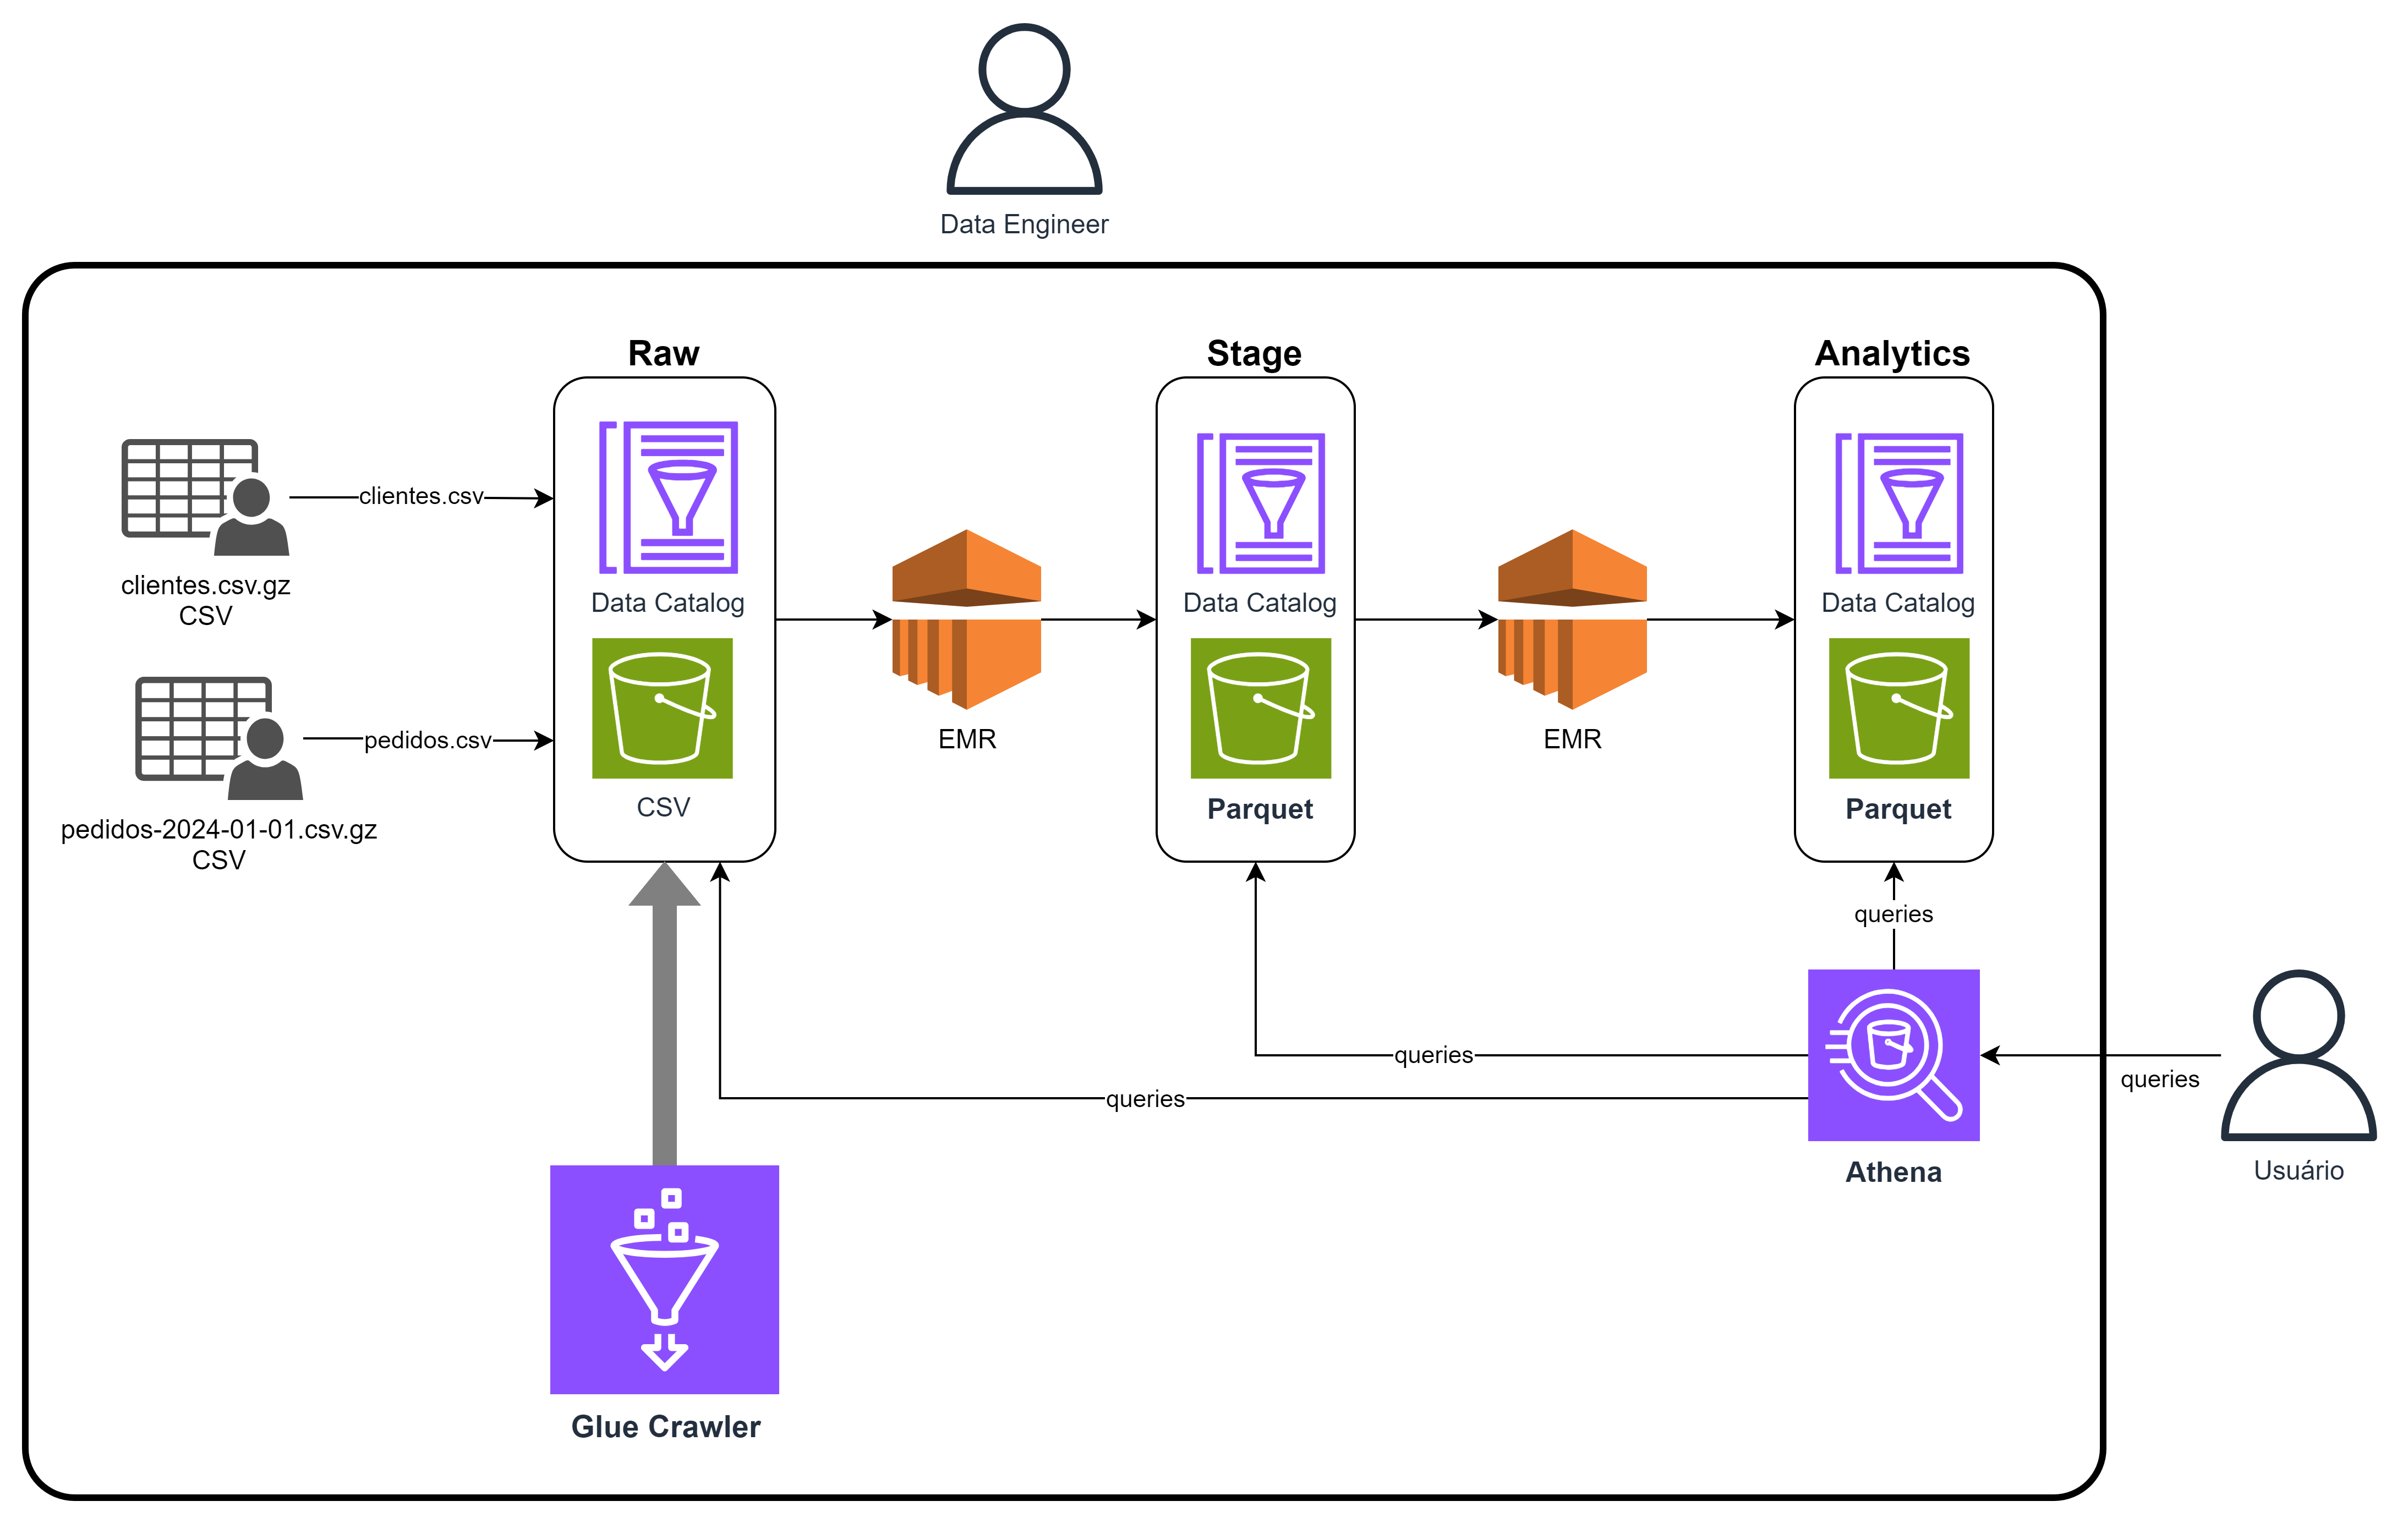 Data Engineer
Raw
Stage
Analytics
clientes.csv
clientes.csv.gz
CSV
Data Catalog
Data Catalog
Data Catalog
pedidos.csv
EMR
EMR
CSV
Parquet
Parquet
pedidos-2024-01-01.csv.gz
CSV
queries
queries
queries
queries
Athena
Usuário
Glue Crawler